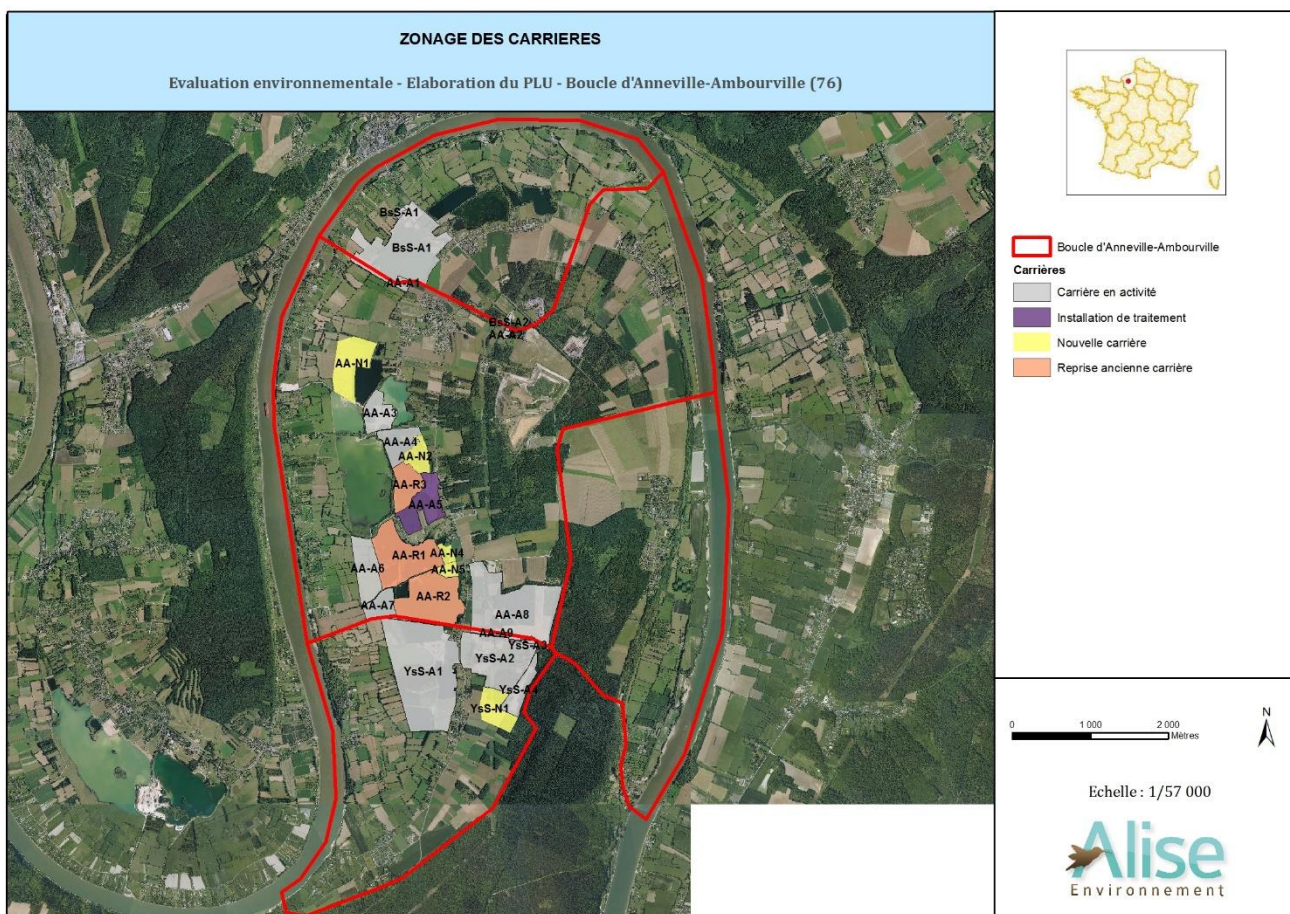 ZONAGE DES CARRIERES
Evaluation environnementale - Elaboration du PLU - Boucle d'Anneville-Ambourville (76)
BsS-A1
BsS-A1
AA-A1
BsS-A2
AA-A2
AA-N1
AA-A3
AA-A4
AA-N2
AA-R3
AA-A5
AA-R1
AA-N4
AA-A6
AA-N5
AA-R2
AA-A7
AA-A8
AA-A9
YsS-A3
YsS-A2
YsS-A1
YsS-A4
YsS-N1
Boucle d'Anneville-Ambourville
Carrières
Carrière en activité
Installation de traitement
Nouvelle carrière
Reprise ancienne carrière
N
0 1 000 2 000
Mètres
Echelle : 1/57 000
Alise
Environnement